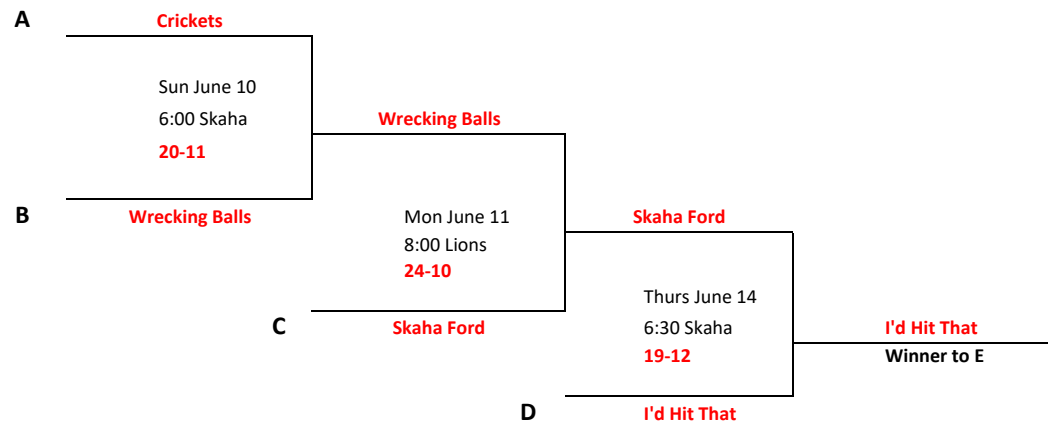 A
Crickets
Sun June 10
6:00 Skaha
20-11
B
Wrecking Balls
Wrecking Balls
Mon June 11
8:00 Lions
24-10
C
Skaha Ford
Skaha Ford
Thurs June 14
6:30 Skaha
19-12
D
I'd Hit That
I'd Hit That
Winner to E